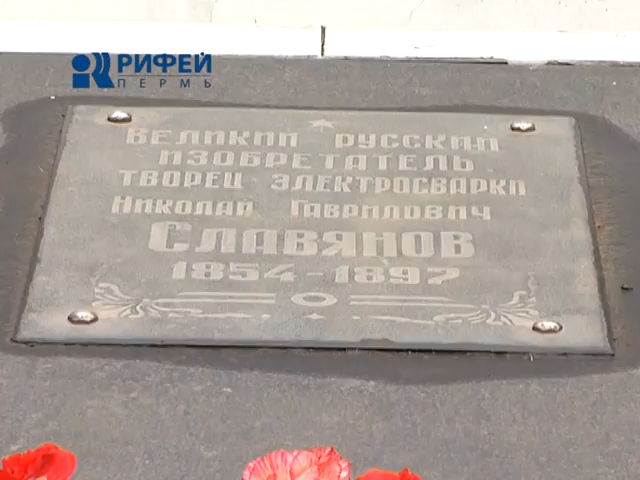 РИФЕЙ
ПЕРМЬ
ВЕЛИКИЙ РУССКИЙ
ИЗОБРЕТАТЕЛЬ
ТВОРЕЦ ЭЛЕКТРОСВАРКИ
НИКОЛАЙ ГАВРИЛОВИЧ
СЛАВЯНОВ
1854-1897